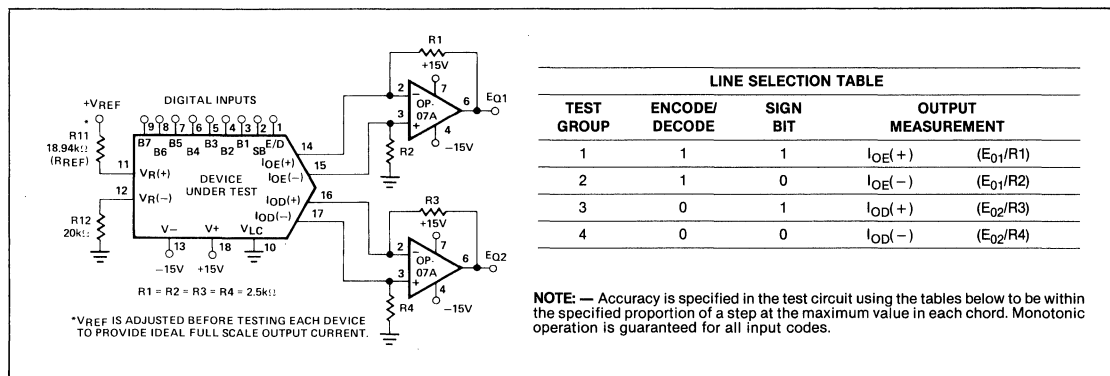 R1
+15V
2
7
6
EO1
OP-
07A
3
4
-15V
R2
+VREF
*
DIGITAL INPUTS
R11
18.94kΩ
(RREF)
9 8 7 6 5 4 3 2 1
B7 B6 B5 B4 B3 B2 B1 SB E/D
11
VR(+)
12
VR(-)
DEVICE
UNDER TEST
IOE(+)
14
IOE(-)
15
IOD(+)
16
IOD(-)
17
R12
20kΩ
V-
V+
VLC
13
18
10
-15V
+15V
R3
+15V
2
7
6
EO2
OP-
07A
3
4
-15V
R4
R1 = R2 = R3 = R4 = 2.5kΩ
*VREF IS ADJUSTED BEFORE TESTING EACH DEVICE
TO PROVIDE IDEAL FULL SCALE OUTPUT CURRENT.
LINE SELECTION TABLE
TEST GROUP ENCODE/ DECODE SIGN BIT OUTPUT MEASUREMENT
1 1 1 IOE(+) (E01/R1)
2 1 0 IOE(-) (E01/R2)
3 0 1 IOD(+) (E02/R3)
4 0 0 IOD(-) (E02/R4)
NOTE: — Accuracy is specified in the test circuit using the tables below to be within
the specified proportion of a step at the maximum value in each chord. Monotonic
operation is guaranteed for all input codes.